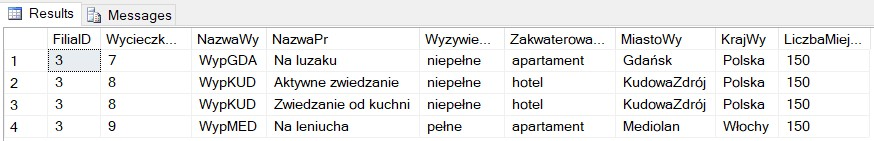 Results Messages
FiliaID Wycieczk... NazwaWy NazwaPr Wyzywie... Zakwaterowa... MiastoWy KrajWy LiczbaMiej...
1 3 7 WypGDA Na luzaku niepełne apartament Gdańsk Polska 150
2 3 8 WypKUD Aktywne zwiedzanie niepełne hotel KudowaZdrój Polska 150
3 3 8 WypKUD Zwiedzanie od kuchni niepełne hotel KudowaZdrój Polska 150
4 3 9 WypMED Na leniucha pełne apartament Mediolan Włochy 150